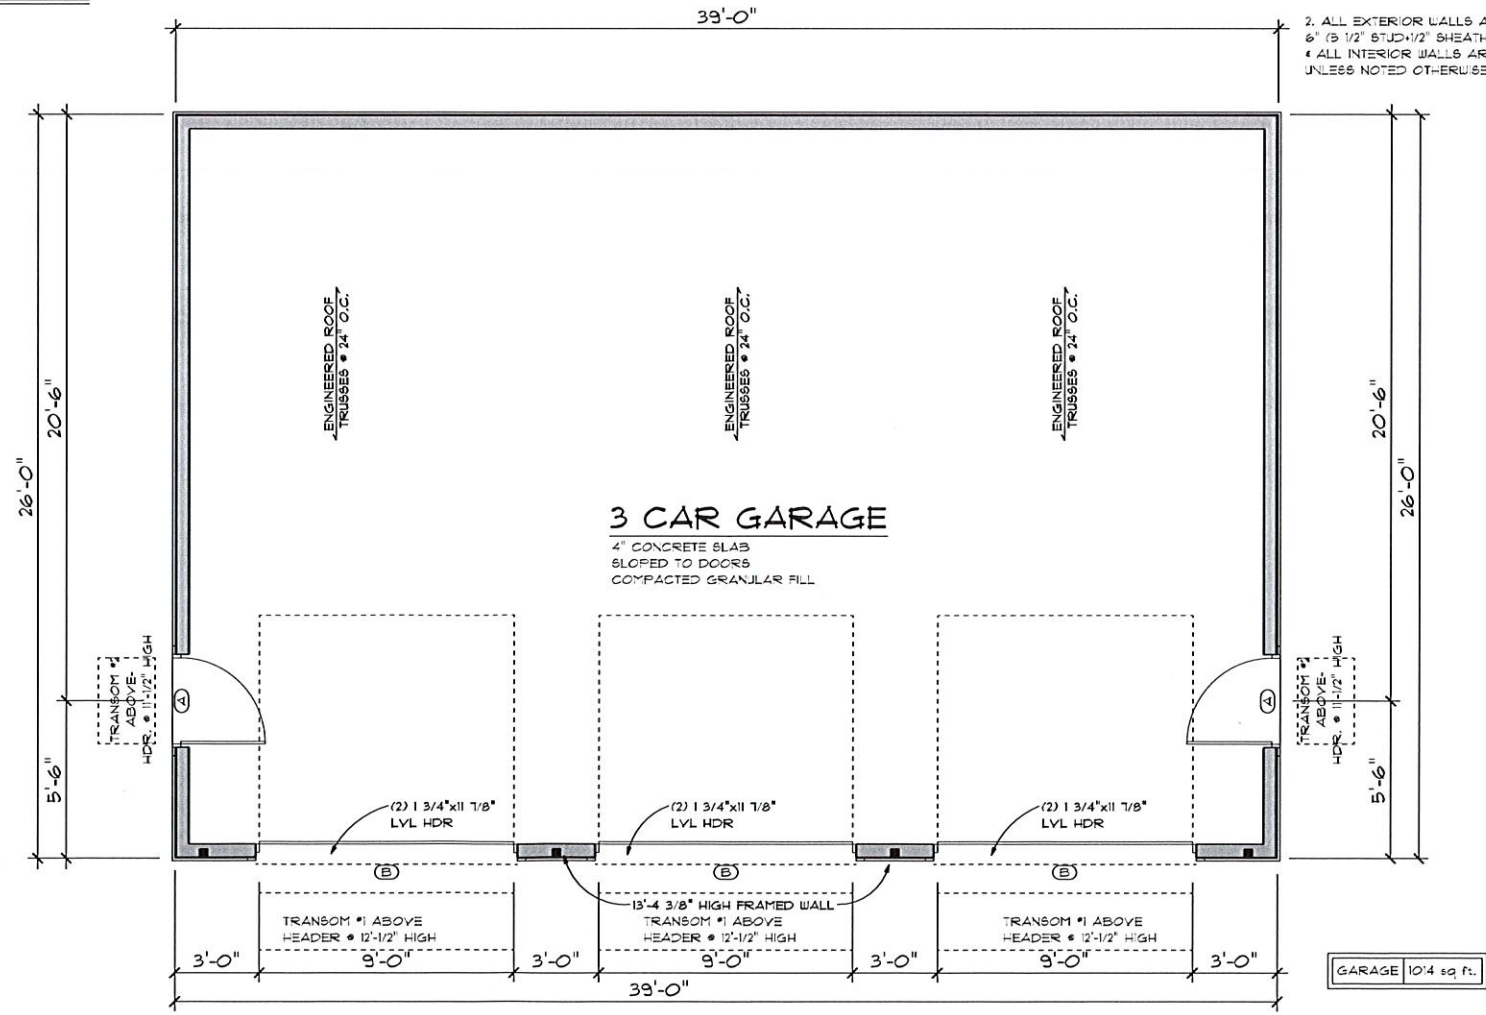 39'-0"
2. ALL EXTERIOR WALLS
6" (5 1/2" STUD+1/2"
& ALL INTERIOR WALLS
UNLESS NOTED OTHERWISE
26'-0"
20'-6"
5'-6"
ENGINEERED ROOF
TRUSSES @ 24" O.C.
ENGINEERED ROOF
TRUSSES @ 24" O.C.
ENGINEERED ROOF
TRUSSES @ 24" O.C.
20'-6"
26'-0"
5'-6"
3 CAR GARAGE
4" CONCRETE SLAB
SLOPED TO DOORS
COMPACTED GRANULAR FILL
TRANSOM #2
ABOVE-
HDR. @ 11'-1/2" HIGH
A
A
TRANSOM #2
ABOVE-
HDR. @ 11'-1/2" HIGH
(2) 1 3/4"x11 7/8"
LVL HDR
(2) 1 3/4"x11 7/8"
LVL HDR
(2) 1 3/4"x11 7/8"
LVL HDR
B
B
B
13'-4 3/8" HIGH FRAMED WALL
TRANSOM #1 ABOVE
HEADER @ 12'-1/2" HIGH
TRANSOM #1 ABOVE
HEADER @ 12'-1/2" HIGH
TRANSOM #1 ABOVE
HEADER @ 12'-1/2" HIGH
3'-0"
9'-0"
3'-0"
9'-0"
3'-0"
9'-0"
3'-0"
39'-0"
GARAGE 1014 sq ft.